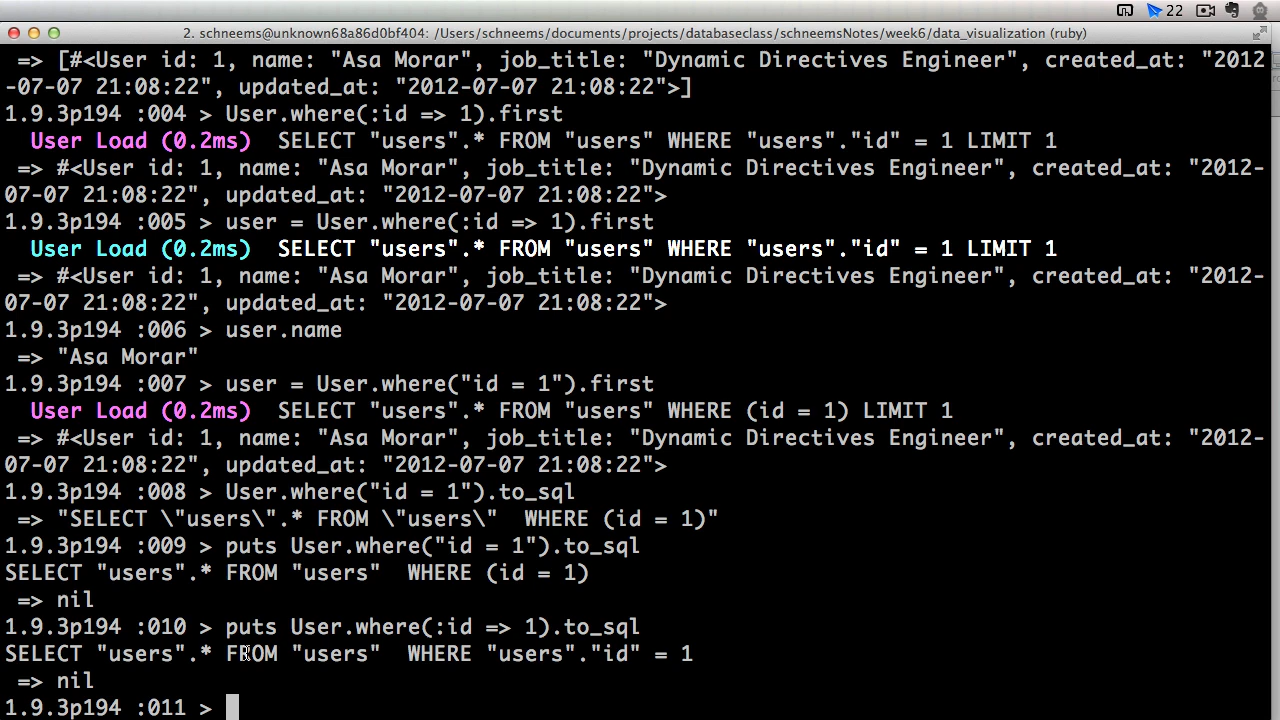 22
2. schneems@unknown68a86d0bf404: /Users/schneems/documents/projects/databaseclass/schneemsNotes/week6/data_visualization (ruby)
=> [#<User id: 1, name: "Asa Morar", job_title: "Dynamic Directives Engineer", created_at: "2012
-07-07 21:08:22", updated_at: "2012-07-07 21:08:22">]
1.9.3p194 :004 > User.where(:id => 1).first
User Load (0.2ms)  SELECT "users".* FROM "users" WHERE "users"."id" = 1 LIMIT 1
=> #<User id: 1, name: "Asa Morar", job_title: "Dynamic Directives Engineer", created_at: "2012-
07-07 21:08:22", updated_at: "2012-07-07 21:08:22">
1.9.3p194 :005 > user = User.where(:id => 1).first
User Load (0.2ms)  SELECT "users".* FROM "users" WHERE "users"."id" = 1 LIMIT 1
=> #<User id: 1, name: "Asa Morar", job_title: "Dynamic Directives Engineer", created_at: "2012-
07-07 21:08:22", updated_at: "2012-07-07 21:08:22">
1.9.3p194 :006 > user.name
=> "Asa Morar"
1.9.3p194 :007 > user = User.where("id = 1").first
User Load (0.2ms)  SELECT "users".* FROM "users" WHERE (id = 1) LIMIT 1
=> #<User id: 1, name: "Asa Morar", job_title: "Dynamic Directives Engineer", created_at: "2012-
07-07 21:08:22", updated_at: "2012-07-07 21:08:22">
1.9.3p194 :008 > User.where("id = 1").to_sql
=> "SELECT \"users\".* FROM \"users\"  WHERE (id = 1)"
1.9.3p194 :009 > puts User.where("id = 1").to_sql
SELECT "users".* FROM "users"  WHERE (id = 1)
=> nil
1.9.3p194 :010 > puts User.where(:id => 1).to_sql
SELECT "users".* FROM "users"  WHERE "users"."id" = 1
=> nil
1.9.3p194 :011 >